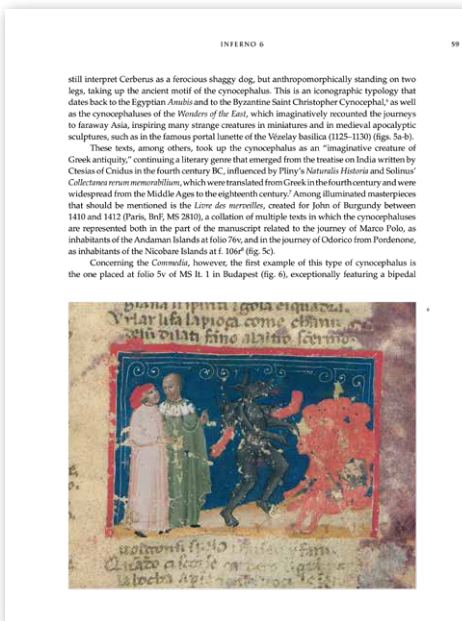 INFERNO 6
59
still interpret Cerberus as a ferocious shaggy dog, but anthropomorphically standing on two
legs, taking up the ancient motif of the cynocephalus. This is an iconographic typology that
dates back to the Egyptian Anubis and to the Byzantine Saint Christopher Cynocephal,⁶ as well
as the cynocephaluses of the Wonders of the East, which imaginatively recounted the journeys
to faraway Asia, inspiring many strange creatures in miniatures and in medieval apocalyptic
sculptures, such as in the famous portal lunette of the Vézelay basilica (1125–1130) (figs. 5a-b).
These texts, among others, took up the cynocephalus as an “imaginative creature of
Greek antiquity,” continuing a literary genre that emerged from the treatise on India written by
Ctesias of Cnidus in the fourth century BC, influenced by Pliny’s Naturalis Historia and Solinus’
Collectanea rerum memorabilium, which were translated from Greek in the fourth century and were
widespread from the Middle Ages to the eighteenth century.⁷ Among illuminated masterpieces
that should be mentioned is the Livre des merveilles, created for John of Burgundy between
1410 and 1412 (Paris, BnF, MS 2810), a collation of multiple texts in which the cynocephaluses
are represented both in the part of the manuscript related to the journey of Marco Polo, as
inhabitants of the Andaman Islands at folio 76v, and in the journey of Odorico from Pordenone,
as inhabitants of the Nicobare Islands at f. 106r⁸ (fig. 5c).
Concerning the Commedia, however, the first example of this type of cynocephalus is
the one placed at folio 5v of MS It. 1 in Budapest (fig. 6), exceptionally featuring a bipedal
6